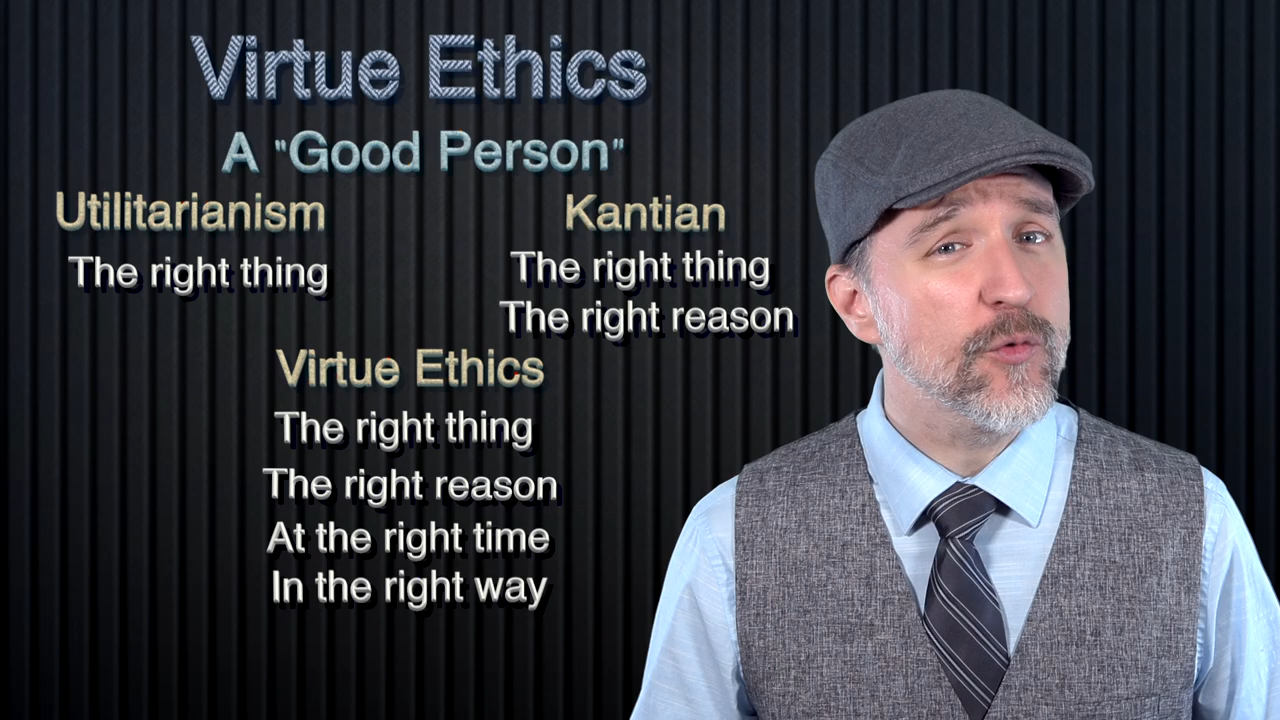 Virtue Ethics
A "Good Person"
Utilitarianism
The right thing
Kantian
The right thing
The right reason
Virtue Ethics
The right thing
The right reason
At the right time
In the right way